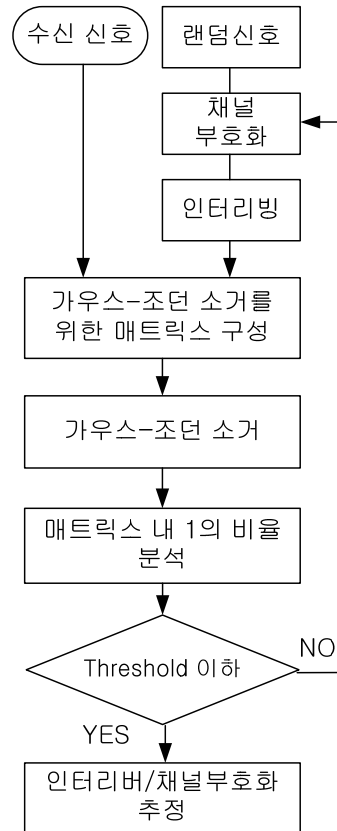 수신 신호
랜덤신호
채널
부호화
인터리빙
가우스-조던 소거를
위한 매트릭스 구성
가우스-조던 소거
매트릭스 내 1의 비율
분석
Threshold 이하
NO
YES
인터리버/채널부호화
추정